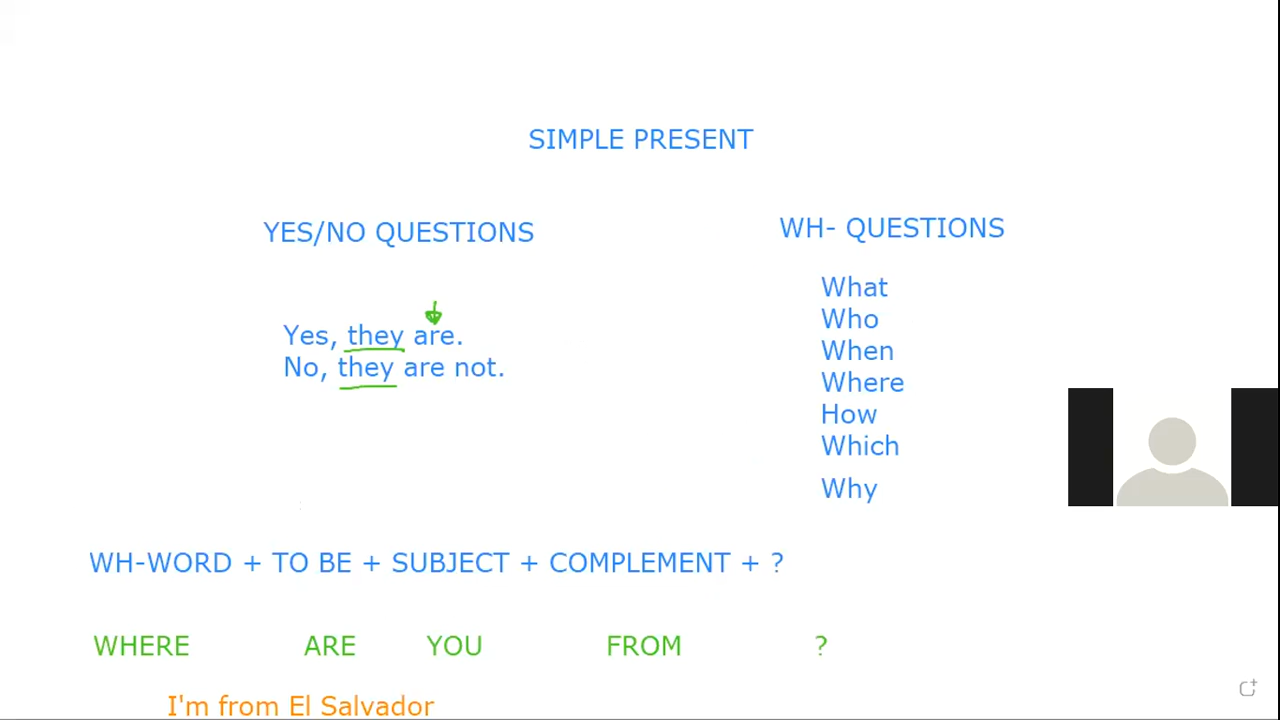 SIMPLE PRESENT
YES/NO QUESTIONS
Yes, they are.
No, they are not.
WH- QUESTIONS
What
Who
When
Where
How
Which
Why
WH-WORD + TO BE + SUBJECT + COMPLEMENT + ?
WHERE ARE YOU FROM ?
I'm from El Salvador